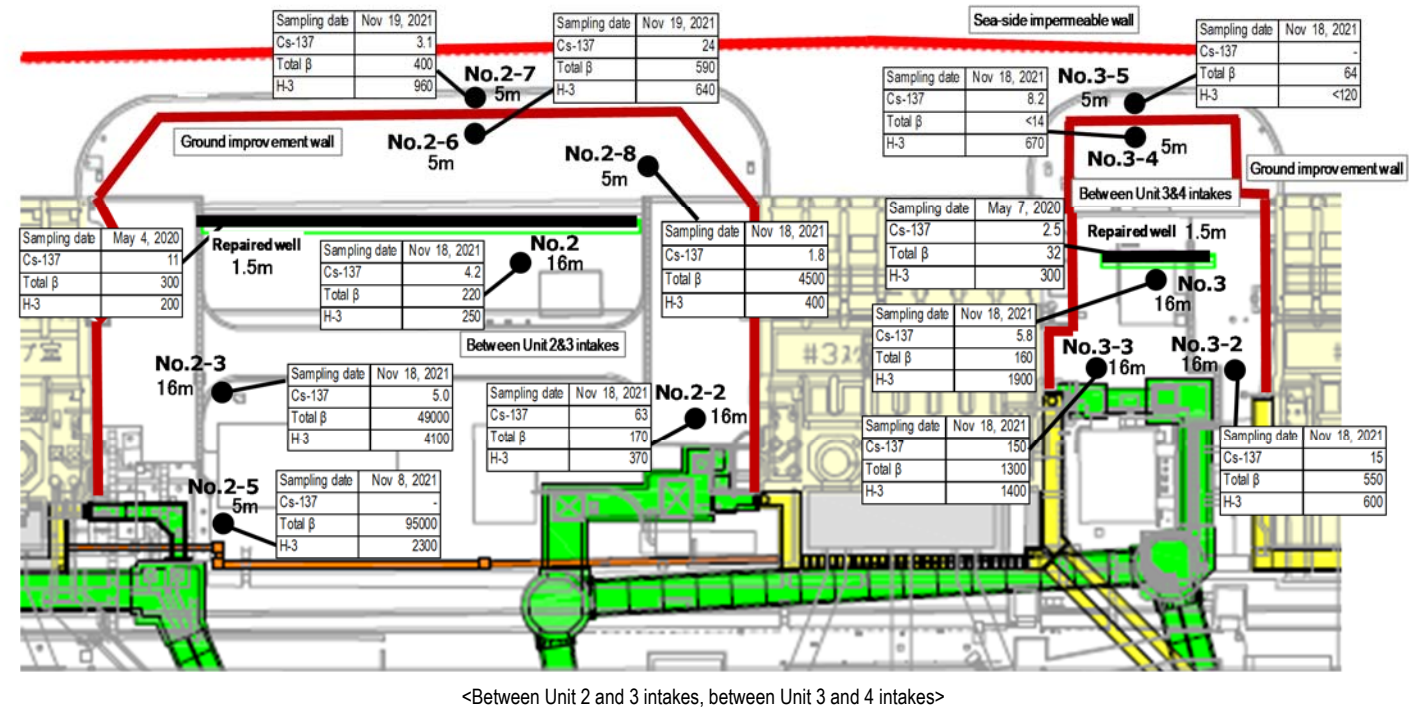 Sea-side impermeable wall
Sampling date Nov 19, 2021
Cs-137 3.1
Total β 400
H-3 960
Sampling date Nov 19, 2021
Cs-137 24
Total β 590
H-3 640
Sampling date Nov 18, 2021
Cs-137 -
Total β 64
H-3 <120
No.2-7
5m
No.3-5
5m
Sampling date Nov 18, 2021
Cs-137 8.2
Total β <14
H-3 670
Ground improvement wall
No.2-6
5m
No.2-8
5m
5m
No.3-4
Ground improvement wall
Between Unit 3&4 intakes
Sampling date May 4, 2020
Cs-137 11
Total β 300
H-3 200
Repaired well
1.5m
Sampling date Nov 18, 2021
Cs-137 4.2
Total β 220
H-3 250
No.2
16m
Sampling date Nov 18, 2021
Cs-137 1.8
Total β 4500
H-3 400
Sampling date May 7, 2020
Cs-137 2.5
Total β 32
H-3 300
Repaired well 1.5m
No.3
16m
Sampling date Nov 18, 2021
Cs-137 5.8
Total β 160
H-3 1900
Between Unit 2&3 intakes
#3
No.2-3
16m
Sampling date Nov 18, 2021
Cs-137 5.0
Total β 49000
H-3 4100
Sampling date Nov 18, 2021
Cs-137 63
Total β 170
H-3 370
No.2-2
16m
No.3-3
16m
No.3-2
16m
Sampling date Nov 18, 2021
Cs-137 150
Total β 1300
H-3 1400
Sampling date Nov 18, 2021
Cs-137 15
Total β 550
H-3 600
No.2-5
5m
Sampling date Nov 8, 2021
Cs-137 -
Total β 95000
H-3 2300
<Between Unit 2 and 3 intakes, between Unit 3 and 4 intakes>